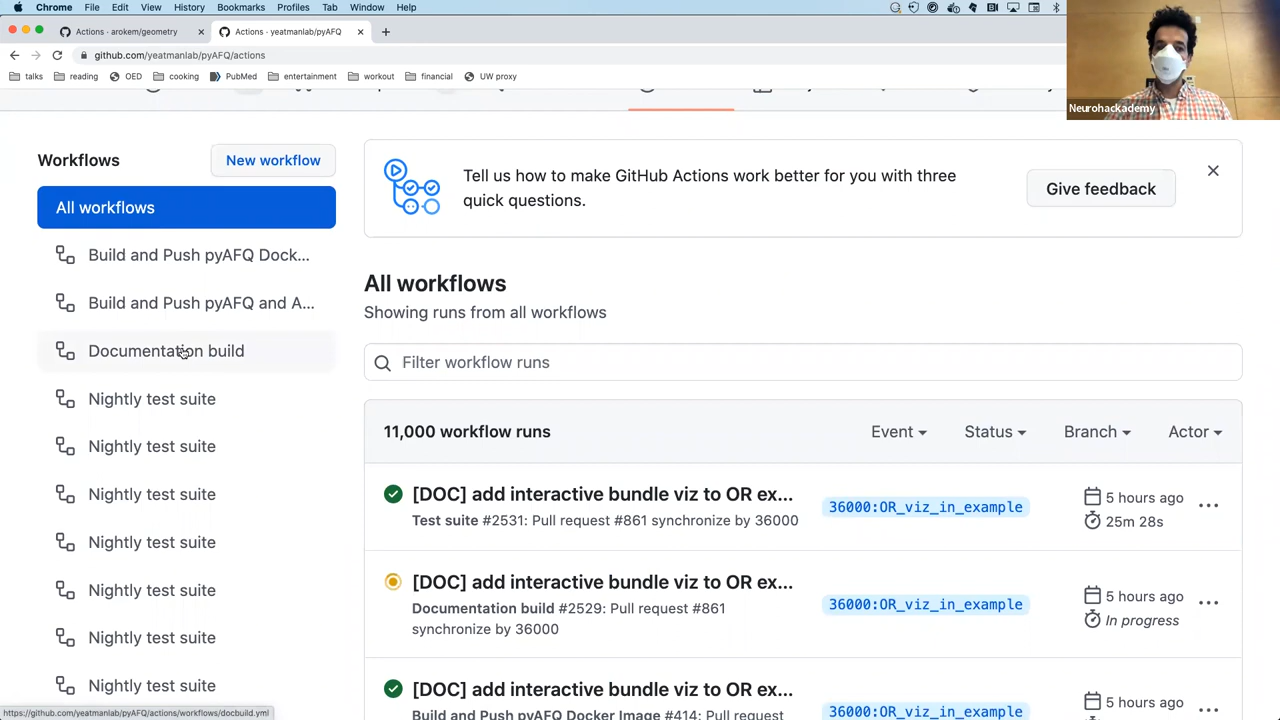 Chrome File Edit View History Bookmarks Profiles Tab Window Help
Actions · arokem/geometry
Actions · yeatmanlab/pyAFQ
github.com/yeatmanlab/pyAFQ/actions
talks reading OED cooking PubMed entertainment workout financial UW proxy
Neurohackademy
Workflows
New workflow
All workflows
Build and Push pyAFQ Dock...
Build and Push pyAFQ and A...
Documentation build
Nightly test suite
Nightly test suite
Nightly test suite
Nightly test suite
Nightly test suite
Nightly test suite
Nightly test suite
Tell us how to make GitHub Actions work better for you with three
quick questions.
Give feedback
All workflows
Showing runs from all workflows
Filter workflow runs
11,000 workflow runs
Event Status Branch Actor
[DOC] add interactive bundle viz to OR ex...
Test suite #2531: Pull request #861 synchronize by 36000
36000:OR_viz_in_example
5 hours ago
25m 28s
[DOC] add interactive bundle viz to OR ex...
Documentation build #2529: Pull request #861
synchronize by 36000
36000:OR_viz_in_example
5 hours ago
In progress
[DOC] add interactive bundle viz to OR ex...
Build and Push pyAFQ Docker Image #414: Pull request
36000:OR_viz_in_example
5 hours ago
https://github.com/yeatmanlab/pyAFQ/actions/workflows/docbuild.yml